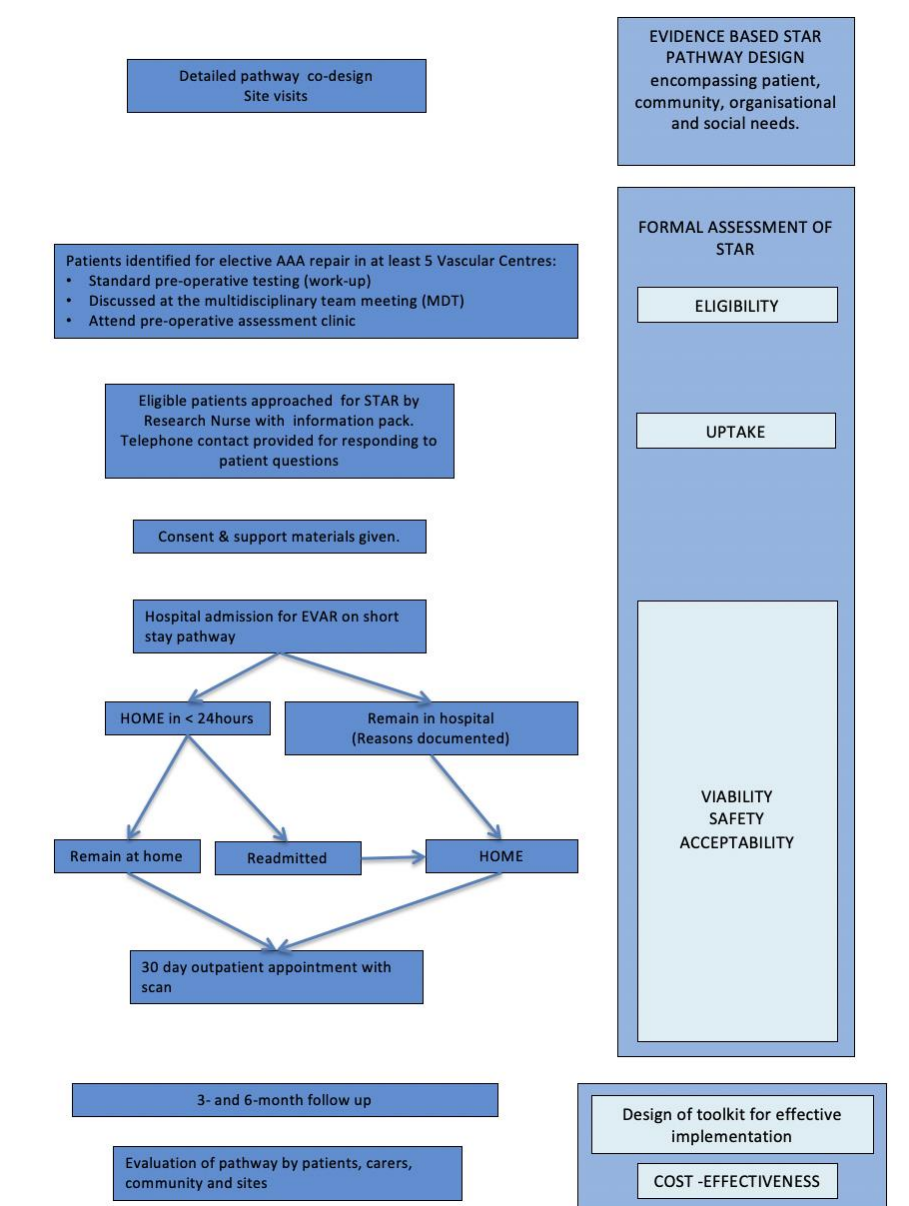 Detailed pathway co-design
Site visits
EVIDENCE BASED STAR
PATHWAY DESIGN
encompassing patient,
community, organisational
and social needs.
FORMAL ASSESSMENT OF
STAR
Patients identified for elective AAA repair in at least 5 Vascular Centres:
• Standard pre-operative testing (work-up)
• Discussed at the multidisciplinary team meeting (MDT)
• Attend pre-operative assessment clinic
ELIGIBILITY
Eligible patients approached for STAR by
Research Nurse with information pack.
Telephone contact provided for responding to
patient questions
UPTAKE
Consent & support materials given.
Hospital admission for EVAR on short
stay pathway
HOME in < 24hours
Remain in hospital
(Reasons documented)
Remain at home
Readmitted
HOME
VIABILITY
SAFETY
ACCEPTABILITY
30 day outpatient appointment with
scan
3- and 6-month follow up
Evaluation of pathway by patients, carers,
community and sites
Design of toolkit for effective
implementation
COST -EFFECTIVENESS